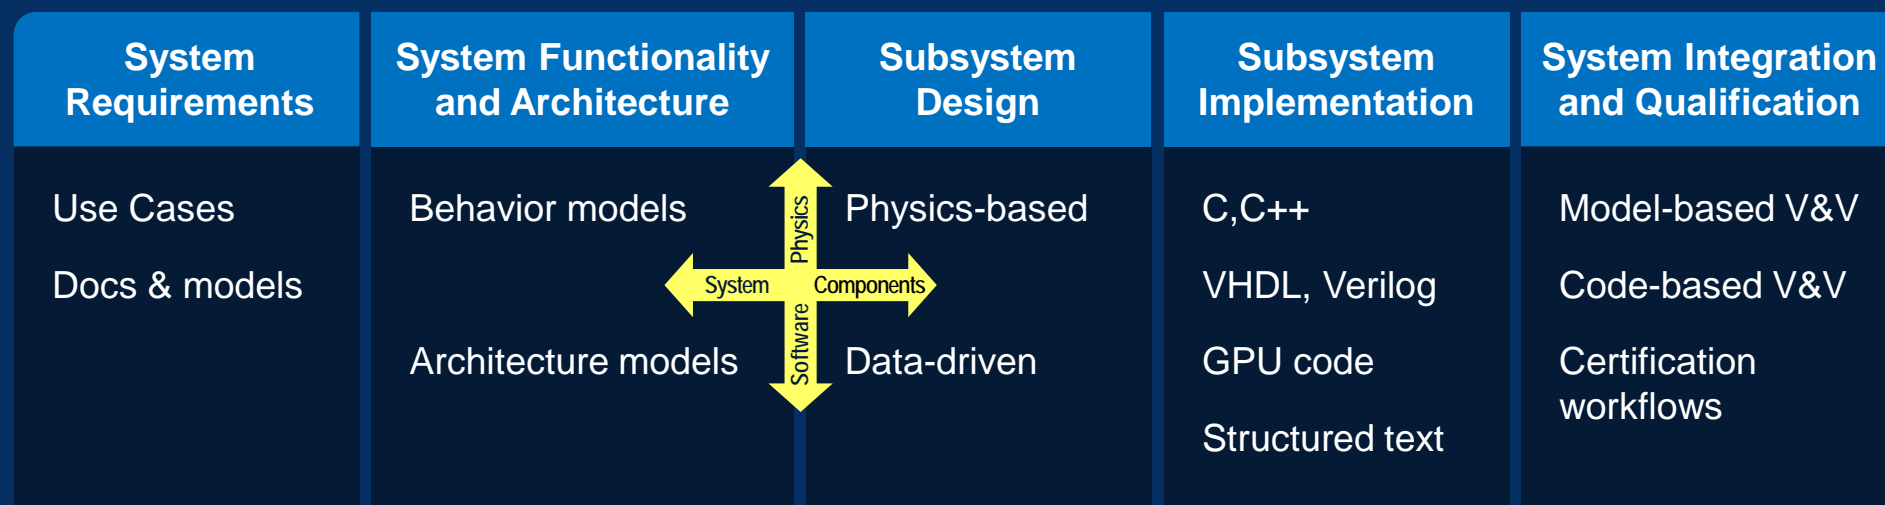 System
Requirements
System Functionality
and Architecture
Subsystem
Design
Subsystem
Implementation
System Integration
and Qualification
Use Cases
Docs & models
Behavior models
Architecture models
Physics
System
Components
Software
Physics-based
Data-driven
C,C++
VHDL, Verilog
GPU code
Structured text
Model-based V&V
Code-based V&V
Certification
workflows